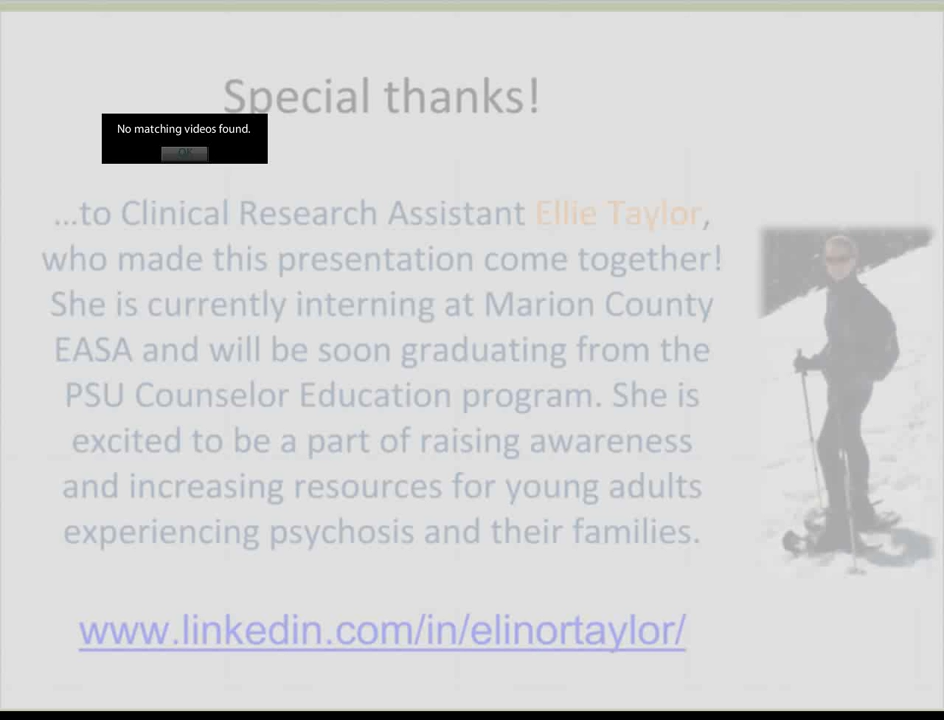 Special thanks!
No matching videos found.
OK
...to Clinical Research Assistant Ellie Taylor,
who made this presentation come together!
She is currently interning at Marion County
EASA and will be soon graduating from the
PSU Counselor Education program. She is
excited to be a part of raising awareness
and increasing resources for young adults
experiencing psychosis and their families.
www.linkedin.com/in/elinortaylor/